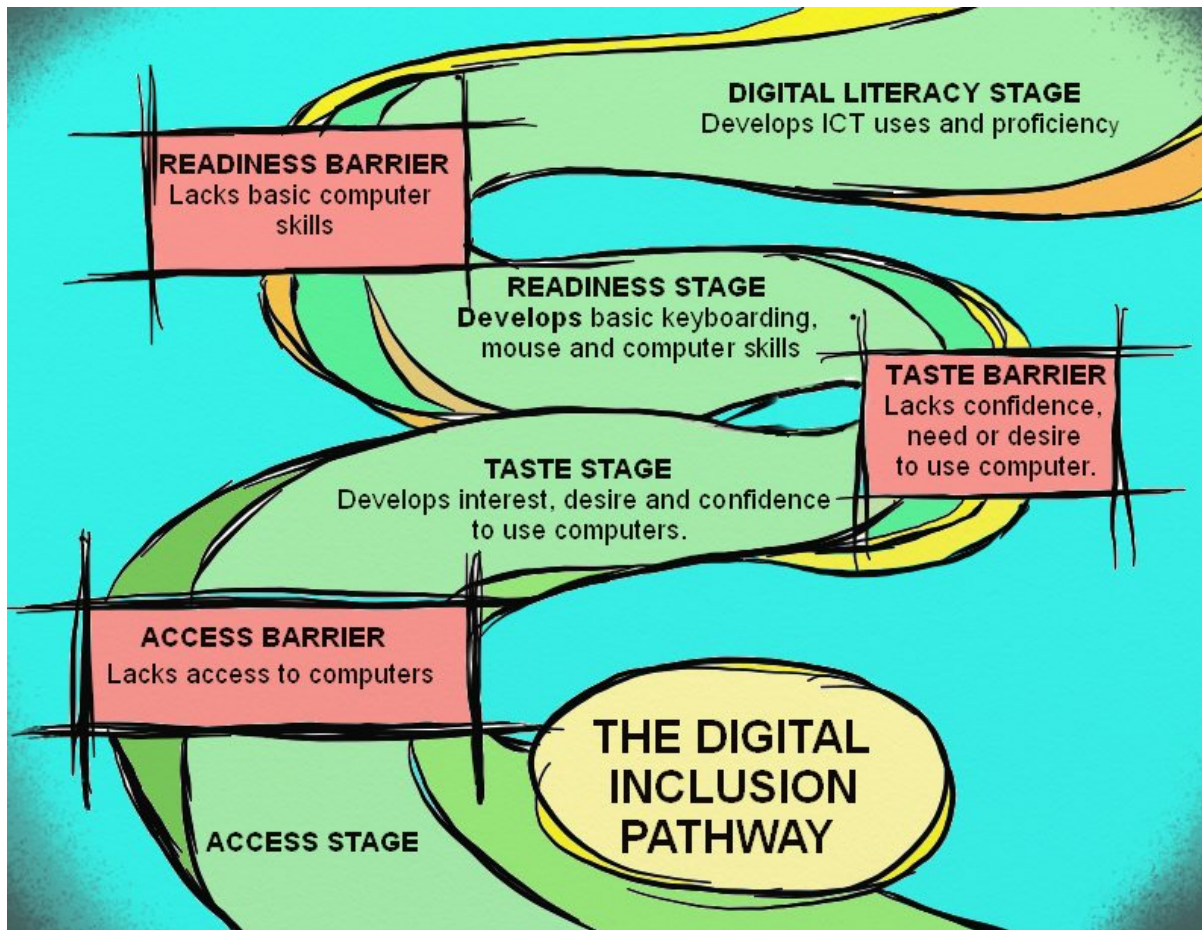 DIGITAL LITERACY STAGE
Develops ICT uses and proficiency
READINESS BARRIER
Lacks basic computer
skills
READINESS STAGE
Develops basic keyboarding,
mouse and computer skills
TASTE BARRIER
Lacks confidence,
need or desire
to use computer.
TASTE STAGE
Develops interest, desire and confidence
to use computers.
ACCESS BARRIER
Lacks access to computers
THE DIGITAL
INCLUSION
PATHWAY
ACCESS STAGE